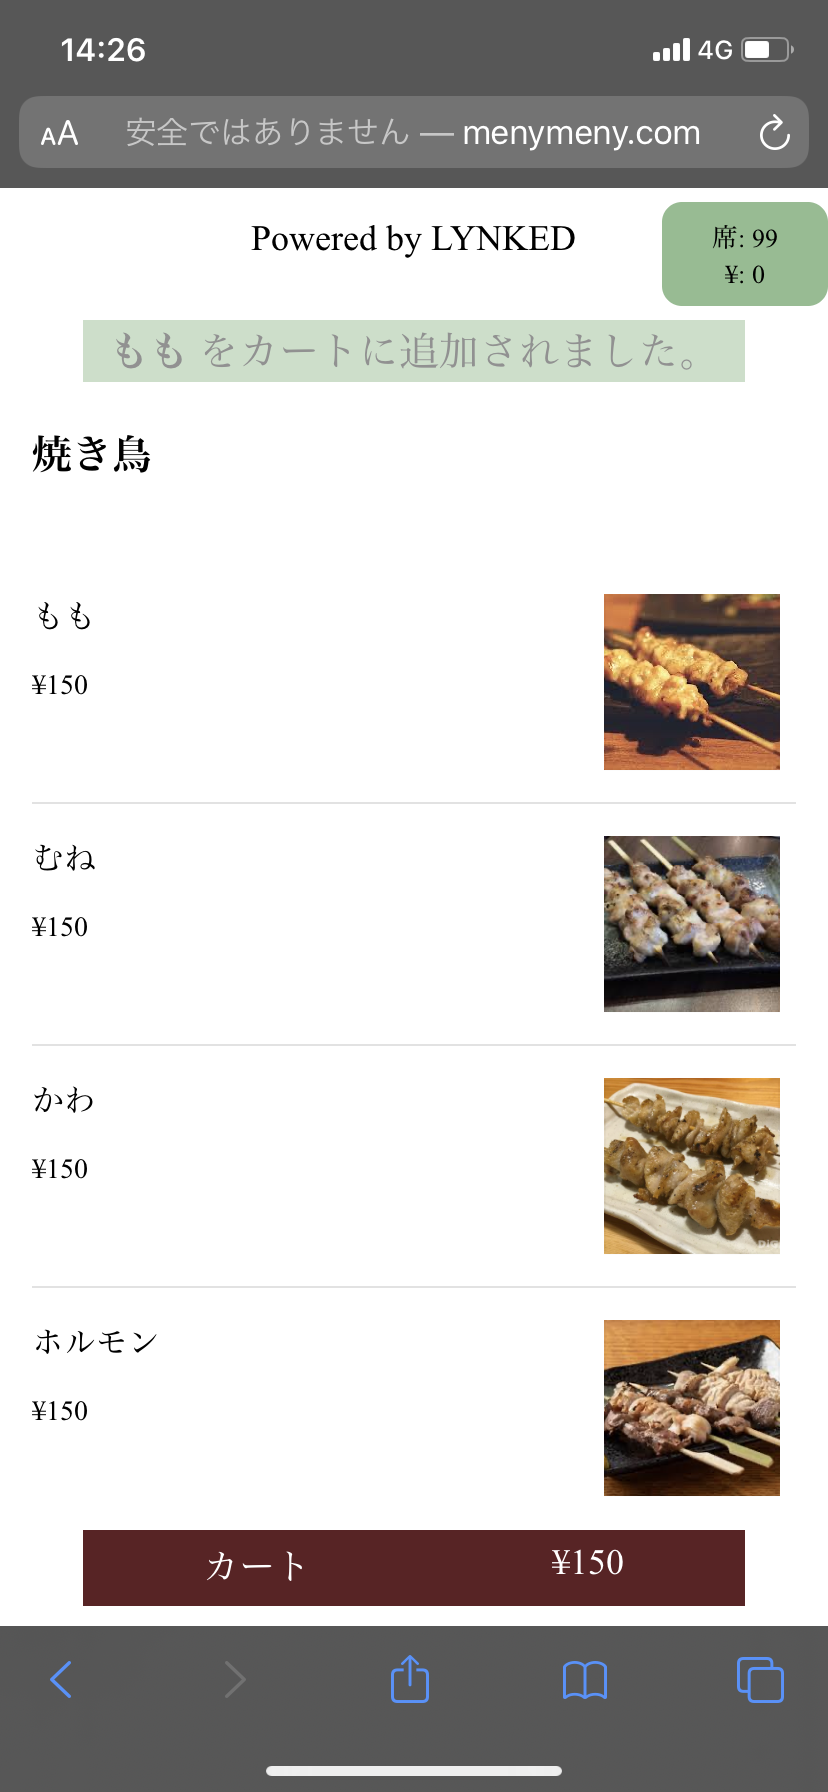 14:26
4G
AA 安全ではありません — menymeny.com
Powered by LYNKED
席: 99
¥: 0
もも をカートに追加されました。
焼き鳥
もも
¥150
むね
¥150
かわ
¥150
ホルモン
¥150
カート ¥150